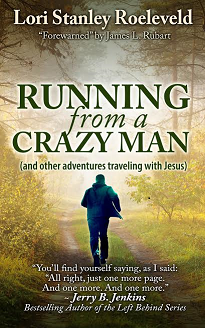 Lori Stanley Roeleveld
"Forewarned" by James L. Rubart
RUNNING
from a
CRAZY MAN
(and other adventures traveling with Jesus)
"You'll find yourself saying, as I said:
"All right, just one more page.
And one more. And one more."
~ Jerry B. Jenkins
Bestselling Author of the Left Behind Series